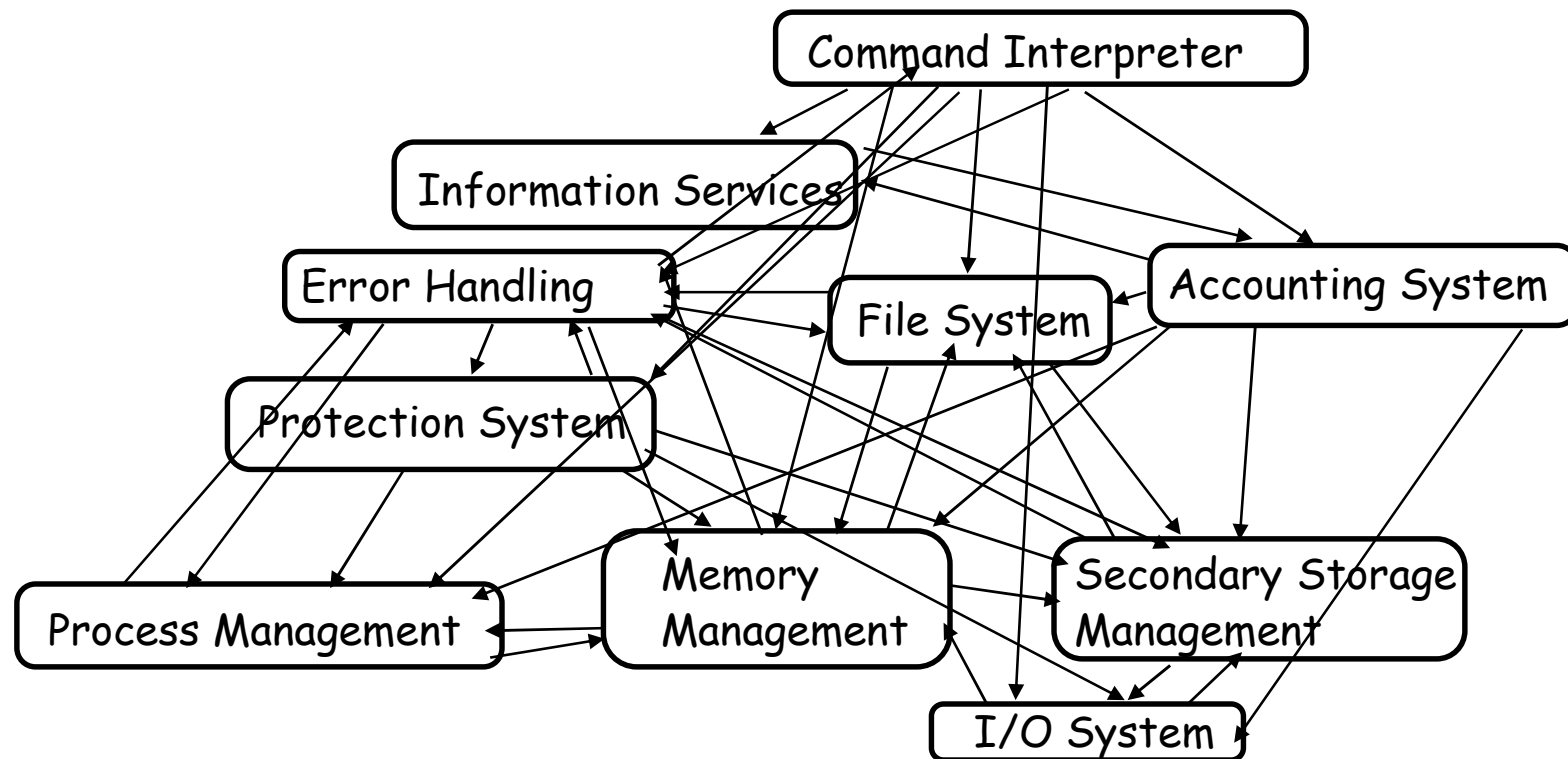 Command Interpreter
Information Services
Error Handling
Accounting System
File System
Protection System
Memory
Management
Secondary Storage
Management
Process Management
I/O System